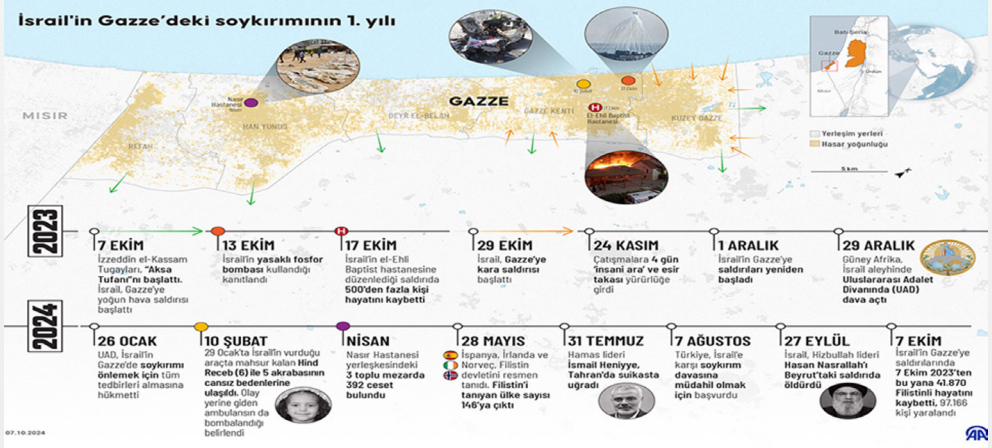 İsrail'in Gazze'deki soykırımının 1. yılı
MISIR
REFAH
HAN YUNUS
Nasır
Hastanesi
DEYR EL-BELAH
GAZZE
GAZZE KENTİ
El-Ehli Baptist
Hastanesi
KUZEY GAZZE
Batı Şeria
Gazze
Mısır
Ürdün
Yerleşim yerleri
Hasar yoğunluğu
5 km
2023
7 EKİM
İzzeddin el-Kassam
Tugayları, "Aksa
Tufanı"nı başlattı.
İsrail, Gazze'ye
yoğun hava saldırısı
başlattı
13 EKİM
İsrail'in yasaklı fosfor
bombası kullandığı
kanıtlandı
H
17 EKİM
İsrail'in el-Ehli
Baptist hastanesine
düzenlediği saldırıda
500'den fazla kişi
hayatını kaybetti
29 EKİM
İsrail, Gazze'ye
kara saldırısı
başlattı
24 KASIM
Çatışmalara 4 gün
'insani ara' ve esir
takası yürürlüğe
girdi
1 ARALIK
İsrail'in Gazze'ye
saldırıları yeniden
başladı
29 ARALIK
Güney Afrika,
İsrail aleyhinde
Uluslararası Adalet
Divanında (UAD)
dava açtı
2024
26 OCAK
UAD, İsrail'in
Gazze'de soykırımı
önlemek için tüm
tedbirleri almasına
hükmetti
10 ŞUBAT
29 Ocak'ta İsrail'in vurduğu
araçta mahsur kalan Hind
Receb (6) ile 5 akrabasının
cansız bedenlerine
ulaşıldı. Olay
yerine giden
ambulansın da
bombalandığı
belirlendi
NİSAN
Nasır Hastanesi
yerleşkesindeki
3 toplu mezarda
392 ceset
bulundu
28 MAYIS
İspanya, İrlanda ve
Norveç, Filistin
devletini resmen
tanıdı. Filistin'i
tanıyan ülke sayısı
146'ya çıktı
31 TEMMUZ
Hamas lideri
İsmail Heniyye,
Tahran'da suikasta
uğradı
7 AĞUSTOS
Türkiye, İsrail'e
karşı soykırım
davasına
müdahil olmak
için başvurdu
27 EYLÜL
İsrail, Hizbullah lideri
Hasan Nasrallah'ı
Beyrut'taki saldırıda
öldürdü
7 EKİM
İsrail'in Gazze'ye
saldırılarında
7 Ekim 2023'ten
bu yana 41.870
Filistinli hayatını
kaybetti, 97.166
kişi yaralandı
07.10.2024
AA